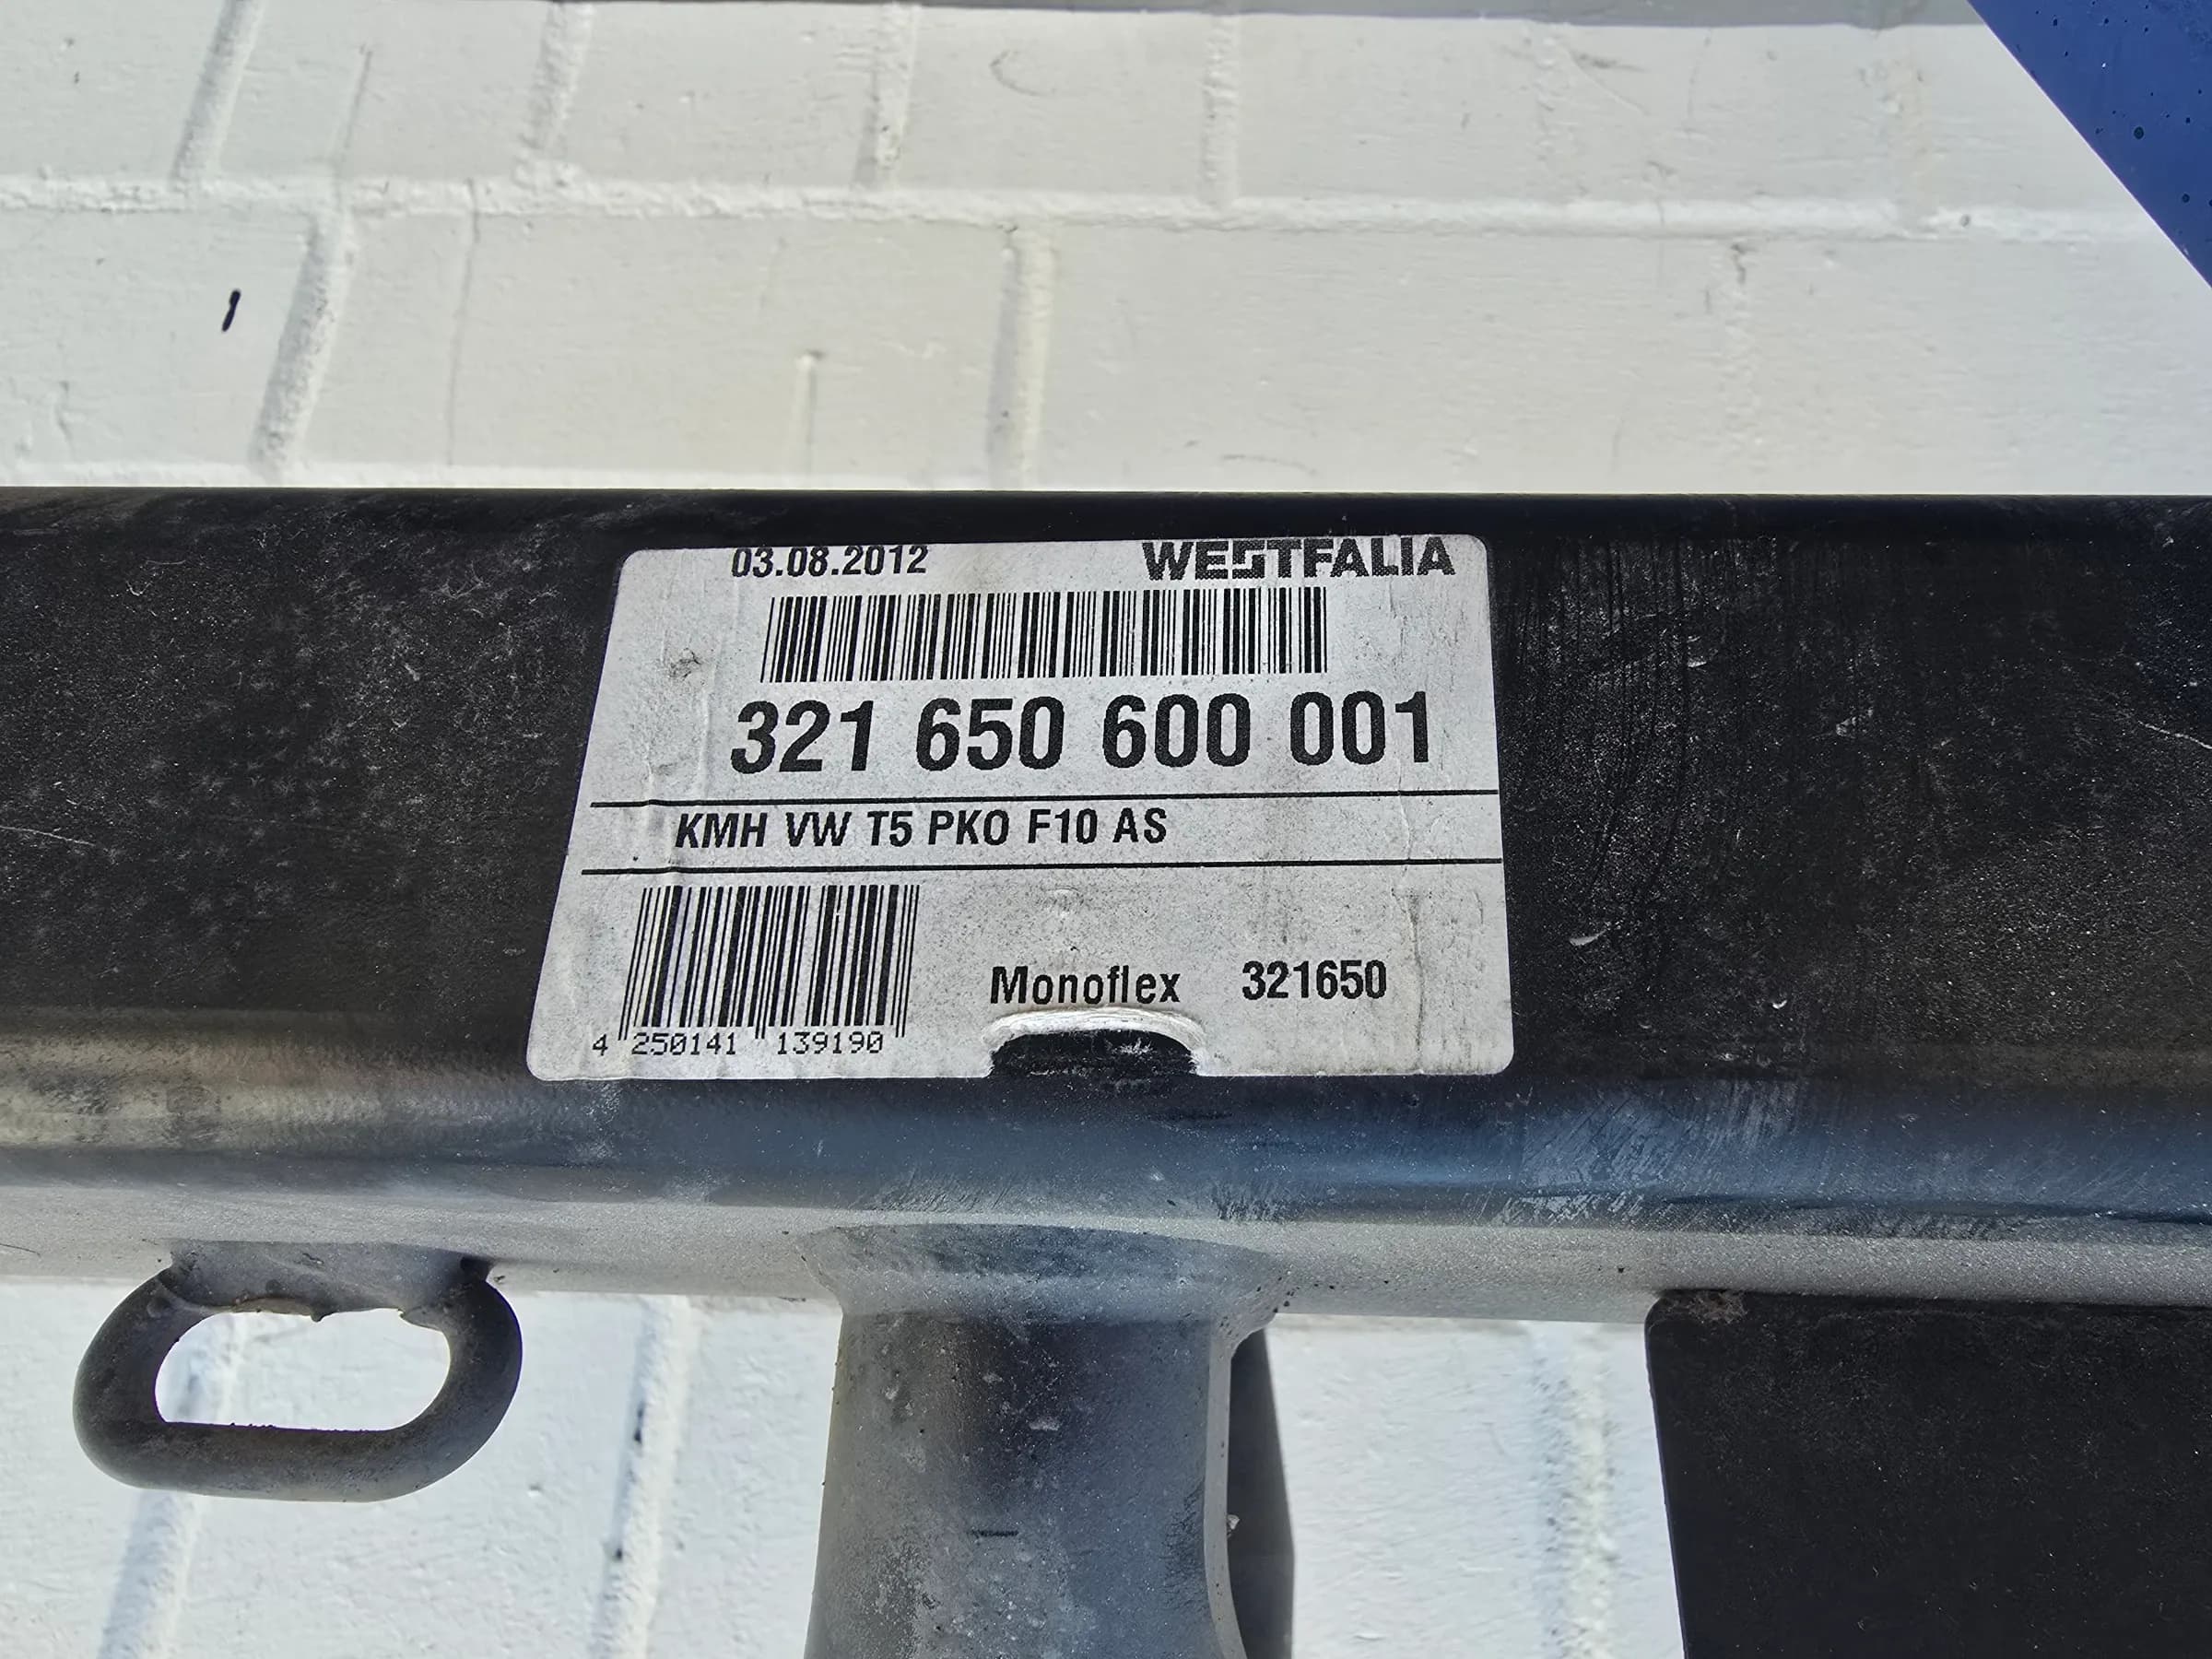 03.08.2012 WESTFALIA
321 650 600 001
KMH VW T5 PKO F10 AS
Monoflex 321650
4 250141 139190